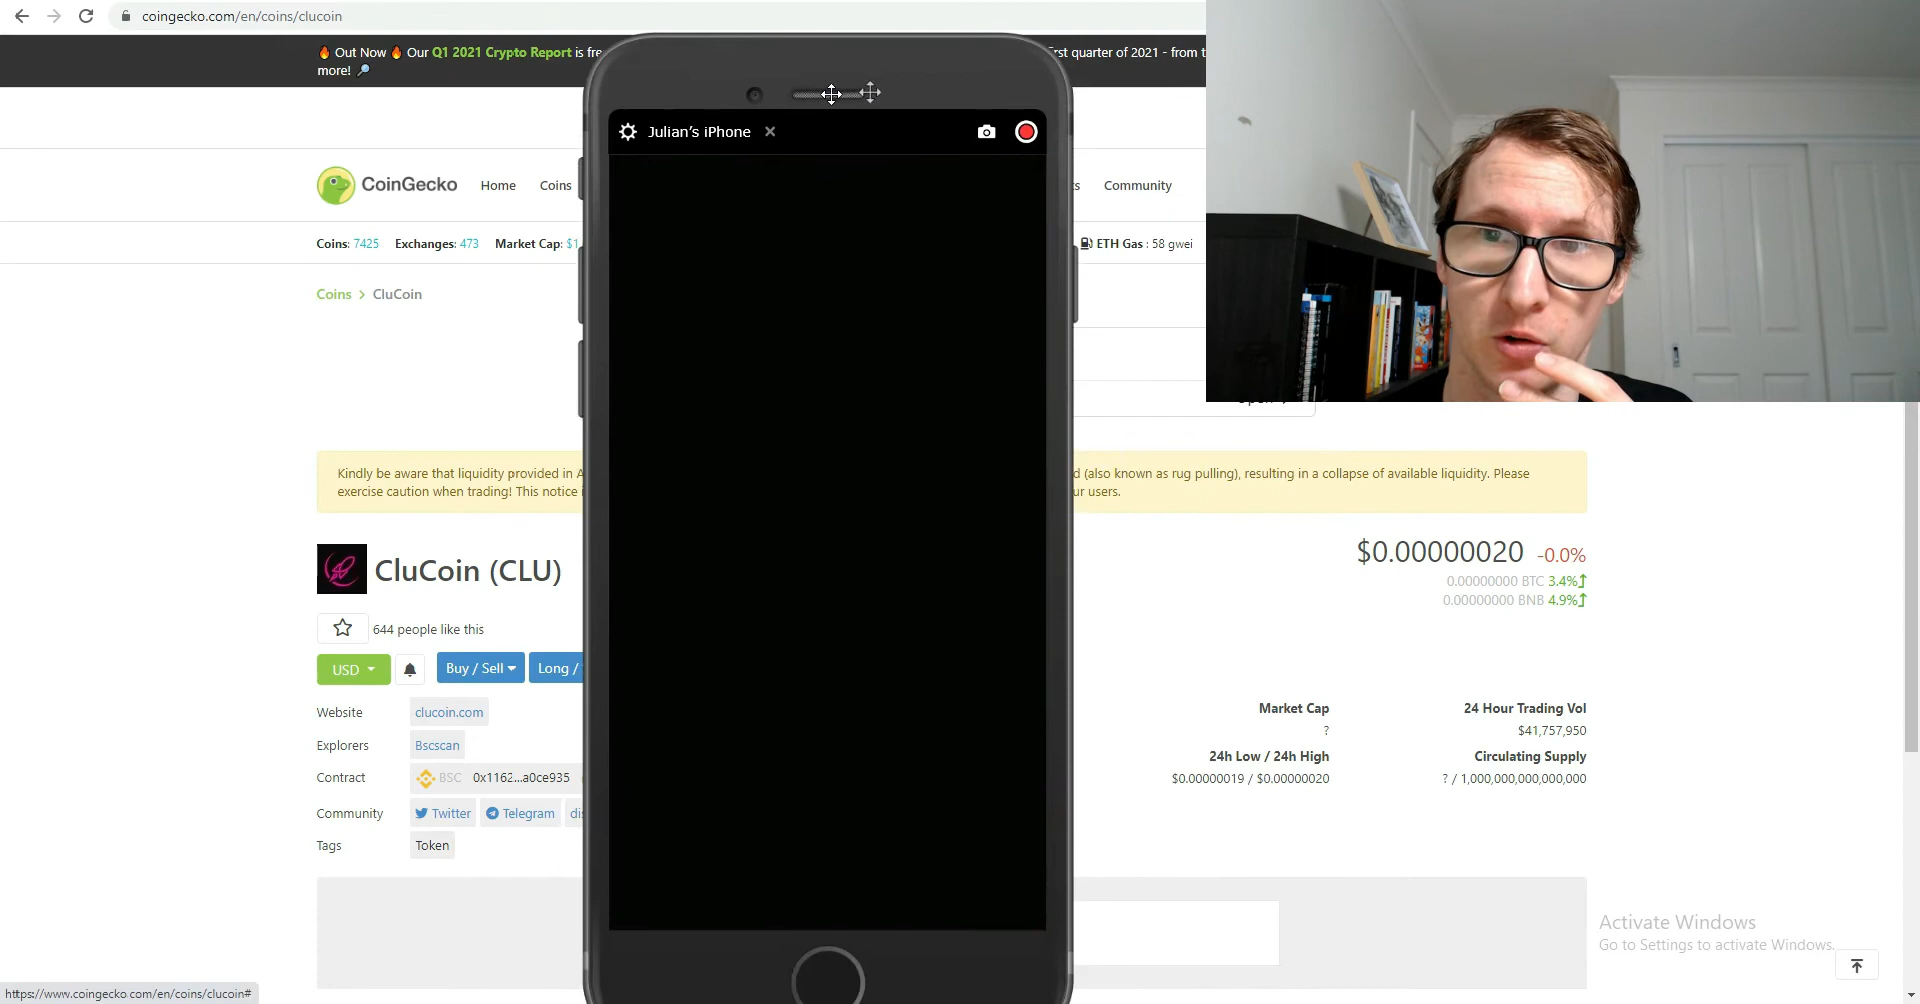 coingecko.com/en/coins/clucoin
Out Now Our Q1 2021 Crypto Report is
quarter of 2021 - from
more!
Julian's iPhone
CoinGecko Home Coins Community
Coins: 7425 Exchanges: 473 Market Cap: ETH Gas : 58 gwei
Coins > CluCoin
Kindly be aware that liquidity provided in
(also known as rug pulling), resulting in a collapse of available liquidity. Please
exercise caution when trading! This notice
users.
CluCoin (CLU)
$0.00000020 -0.0%
0.00000000 BTC 3.4%
0.00000000 BNB 4.9%
644 people like this
USD Buy / Sell Long /
Website clucoin.com
Explorers Bscscan
Contract BSC 0x1162...a0ce935
Community Twitter Telegram
Tags Token
Market Cap 24 Hour Trading Vol
? $41,757,950
24h Low / 24h High Circulating Supply
$0.00000019 / $0.00000020 ? / 1,000,000,000,000,000
Activate Windows
Go to Settings to activate Windows.
https://www.coingecko.com/en/coins/clucoin#